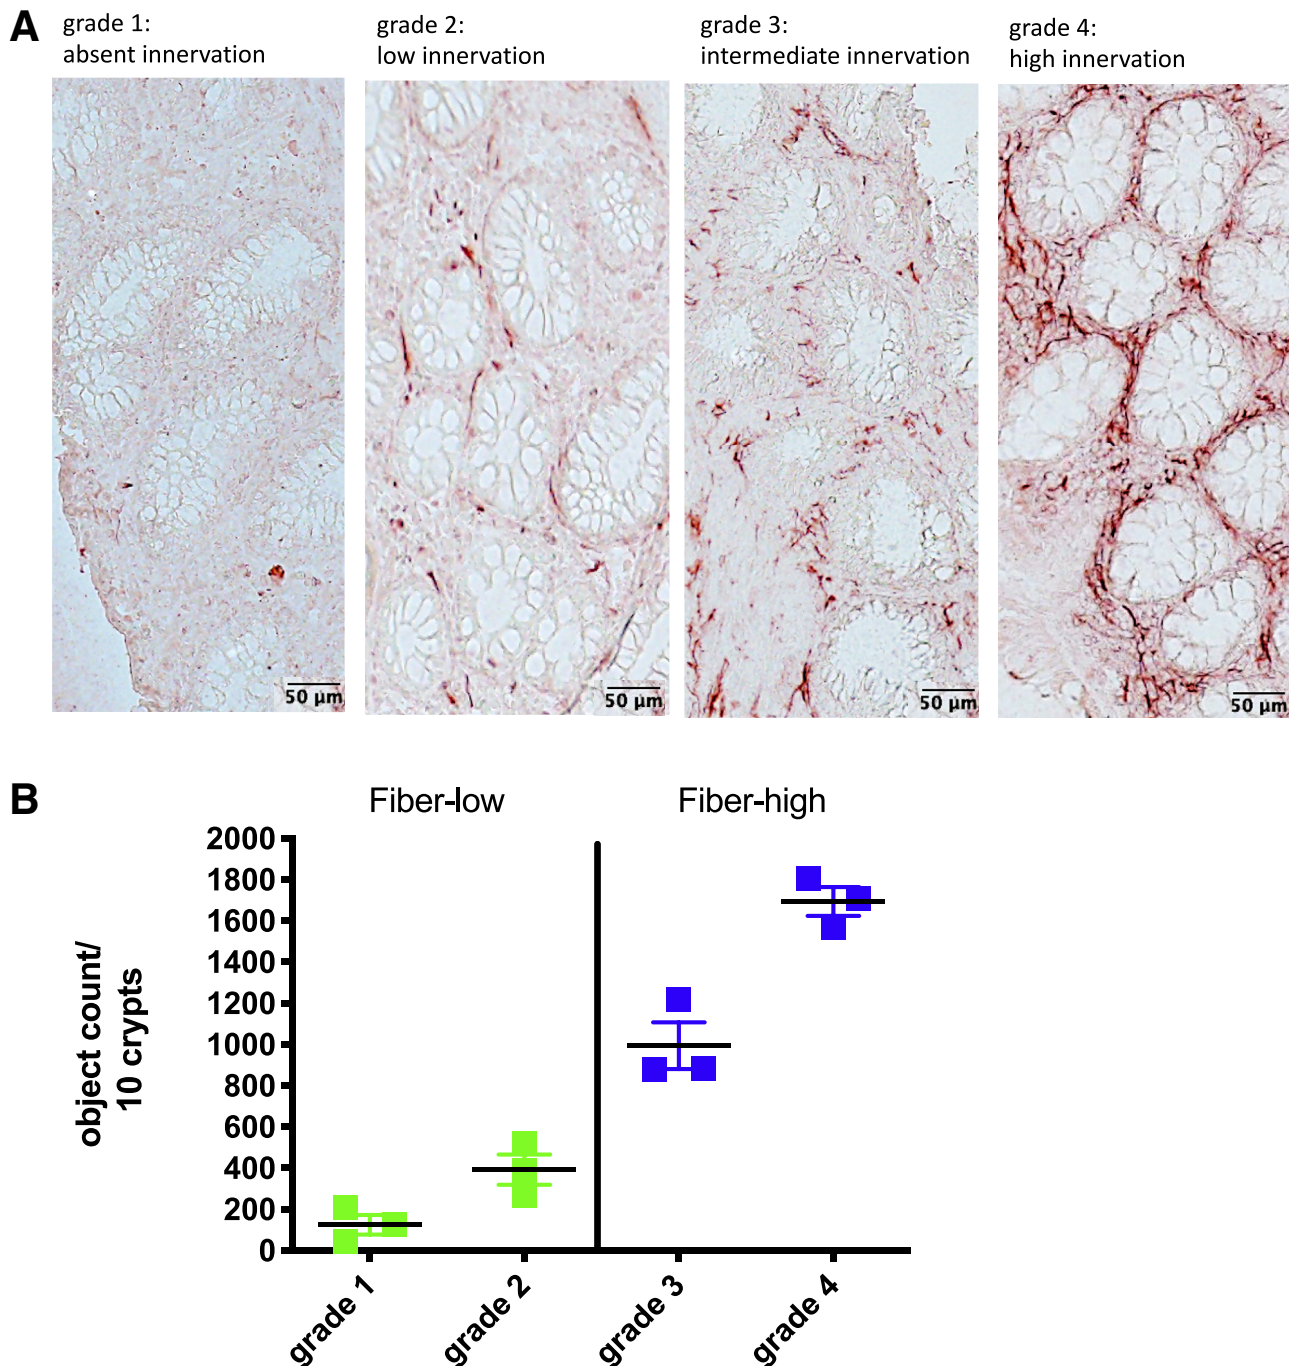 A
grade 1:
absent innervation
grade 2:
low innervation
grade 3:
intermediate innervation
grade 4:
high innervation
50 µm
50 µm
50 µm
50 µm
B
Fiber-low
Fiber-high
object count/
10 crypts
2000
1800
1600
1400
1200
1000
800
600
400
200
0
grade 1
grade 2
grade 3
grade 4